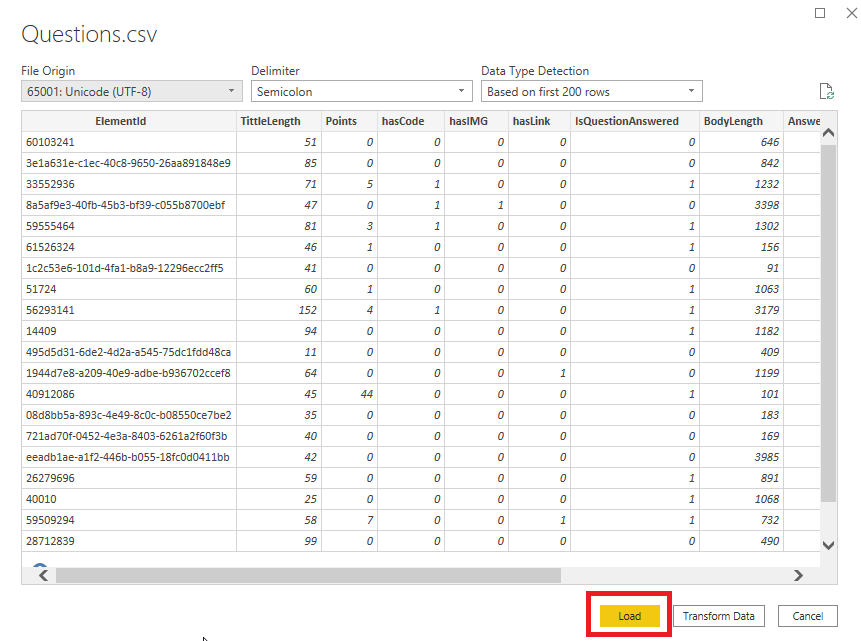 Questions.csv
File Origin Delimiter Data Type Detection
65001: Unicode (UTF-8) Semicolon Based on first 200 rows
ElementId TittleLength Points hasCode hasIMG hasLink IsQuestionAnswered BodyLength Answe
60103241 51 0 0 0 0 0 646
3e1a631e-c1ec-40c8-9650-26aa891848e9 85 0 0 0 0 0 842
33552936 71 5 1 0 0 1 1232
8a5af9e3-40fb-45b3-bf39-c055b8700ebf 47 0 1 1 0 0 3398
59555464 81 3 1 0 0 1 1302
61526324 46 1 0 0 0 1 156
1c2c53e6-101d-4fa1-b8a9-12296ecc2ff5 41 0 0 0 0 0 91
51724 60 1 0 0 0 1 1063
56293141 152 4 1 0 0 1 3179
14409 94 0 0 0 0 1 1182
495d5d31-6de2-4d2a-a545-75dc1fdd48ca 11 0 0 0 0 0 409
1944d7e8-a209-40e9-adbe-b936702ccef8 64 0 0 0 1 0 1199
40912086 45 44 0 0 0 1 101
08d8bb5a-893c-4e49-8c0c-b08550ce7be2 35 0 0 0 0 0 183
721ad70f-0452-4e3a-8403-6261a2f60f3b 40 0 0 0 0 0 169
eeadb1ae-a1f2-446b-b055-18fc0d0411bb 42 0 0 0 0 0 3985
26279696 59 0 0 0 0 1 891
40010 25 0 0 0 0 1 1068
59509294 58 7 0 0 1 1 732
28712839 99 0 0 0 0 0 490
Load Transform Data Cancel